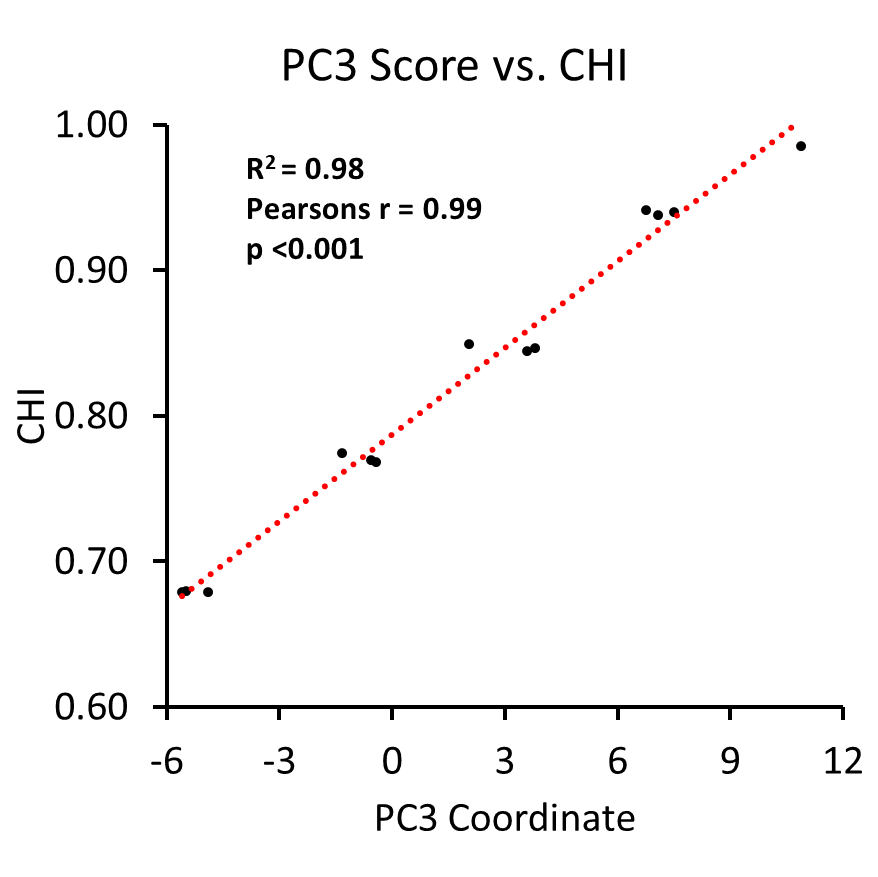 PC3 Score vs. CHI
1.00
R² = 0.98
Pearsons r = 0.99
p <0.001
0.90
0.80
CHI
0.70
0.60
-6 -3 0 3 6 9 12
PC3 Coordinate